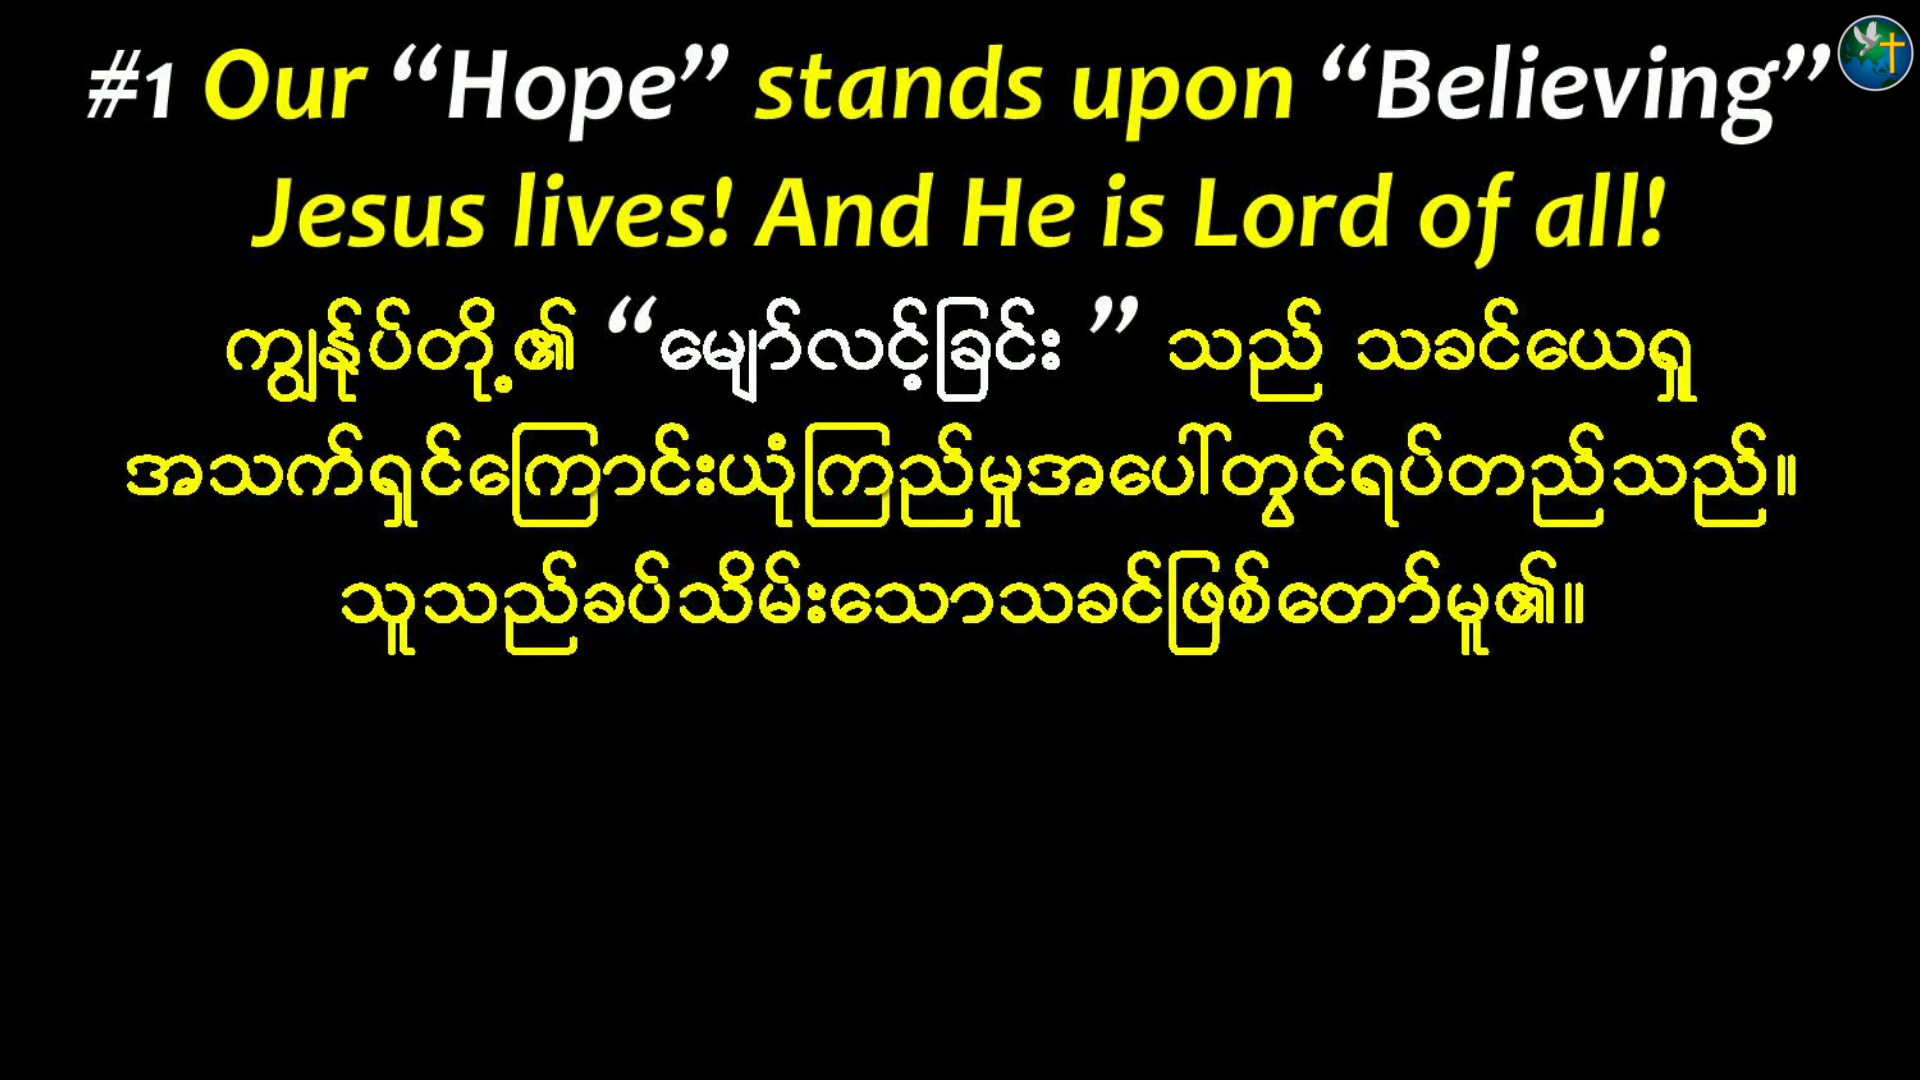 #1 Our “Hope” stands upon “Believing”
Jesus lives! And He is Lord of all!
ကျွန်ုပ်တို့၏ “မျှော်လင့်ခြင်း ” သည် သခင်ယေရှု
အသက်ရှင်ကြောင်းယုံကြည်မှုအပေါ်တွင်ရပ်တည်သည်။
သူသည်ခပ်သိမ်းသောသခင်ဖြစ်တော်မူ၏။